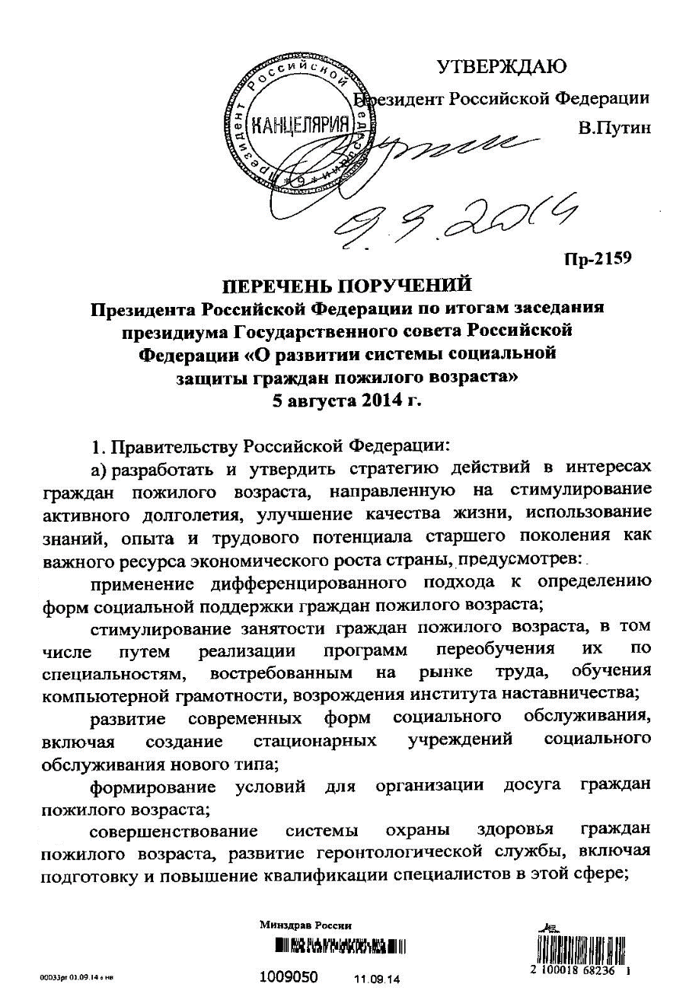 УТВЕРЖДАЮ
Президент Российской Федерации
В.Путин
Президент Российской Федерации * 6 *
КАНЦЕЛЯРИЯ
9.9.2014
Пр-2159
ПЕРЕЧЕНЬ ПОРУЧЕНИЙ
Президента Российской Федерации по итогам заседания
президиума Государственного совета Российской
Федерации «О развитии системы социальной
защиты граждан пожилого возраста»
5 августа 2014 г.
1. Правительству Российской Федерации:
а) разработать и утвердить стратегию действий в интересах
граждан пожилого возраста, направленную на стимулирование
активного долголетия, улучшение качества жизни, использование
знаний, опыта и трудового потенциала старшего поколения как
важного ресурса экономического роста страны, предусмотрев:
применение дифференцированного подхода к определению
форм социальной поддержки граждан пожилого возраста;
стимулирование занятости граждан пожилого возраста, в том
числе путем реализации программ переобучения их по
специальностям, востребованным на рынке труда, обучения
компьютерной грамотности, возрождения института наставничества;
развитие современных форм социального обслуживания,
включая создание стационарных учреждений социального
обслуживания нового типа;
формирование условий для организации досуга граждан
пожилого возраста;
совершенствование системы охраны здоровья граждан
пожилого возраста, развитие геронтологической службы, включая
подготовку и повышение квалификации специалистов в этой сфере;
Минздрав России
1009050 11.09.14
2 100018 68236 1
00033рт 01.09.14 6 нв